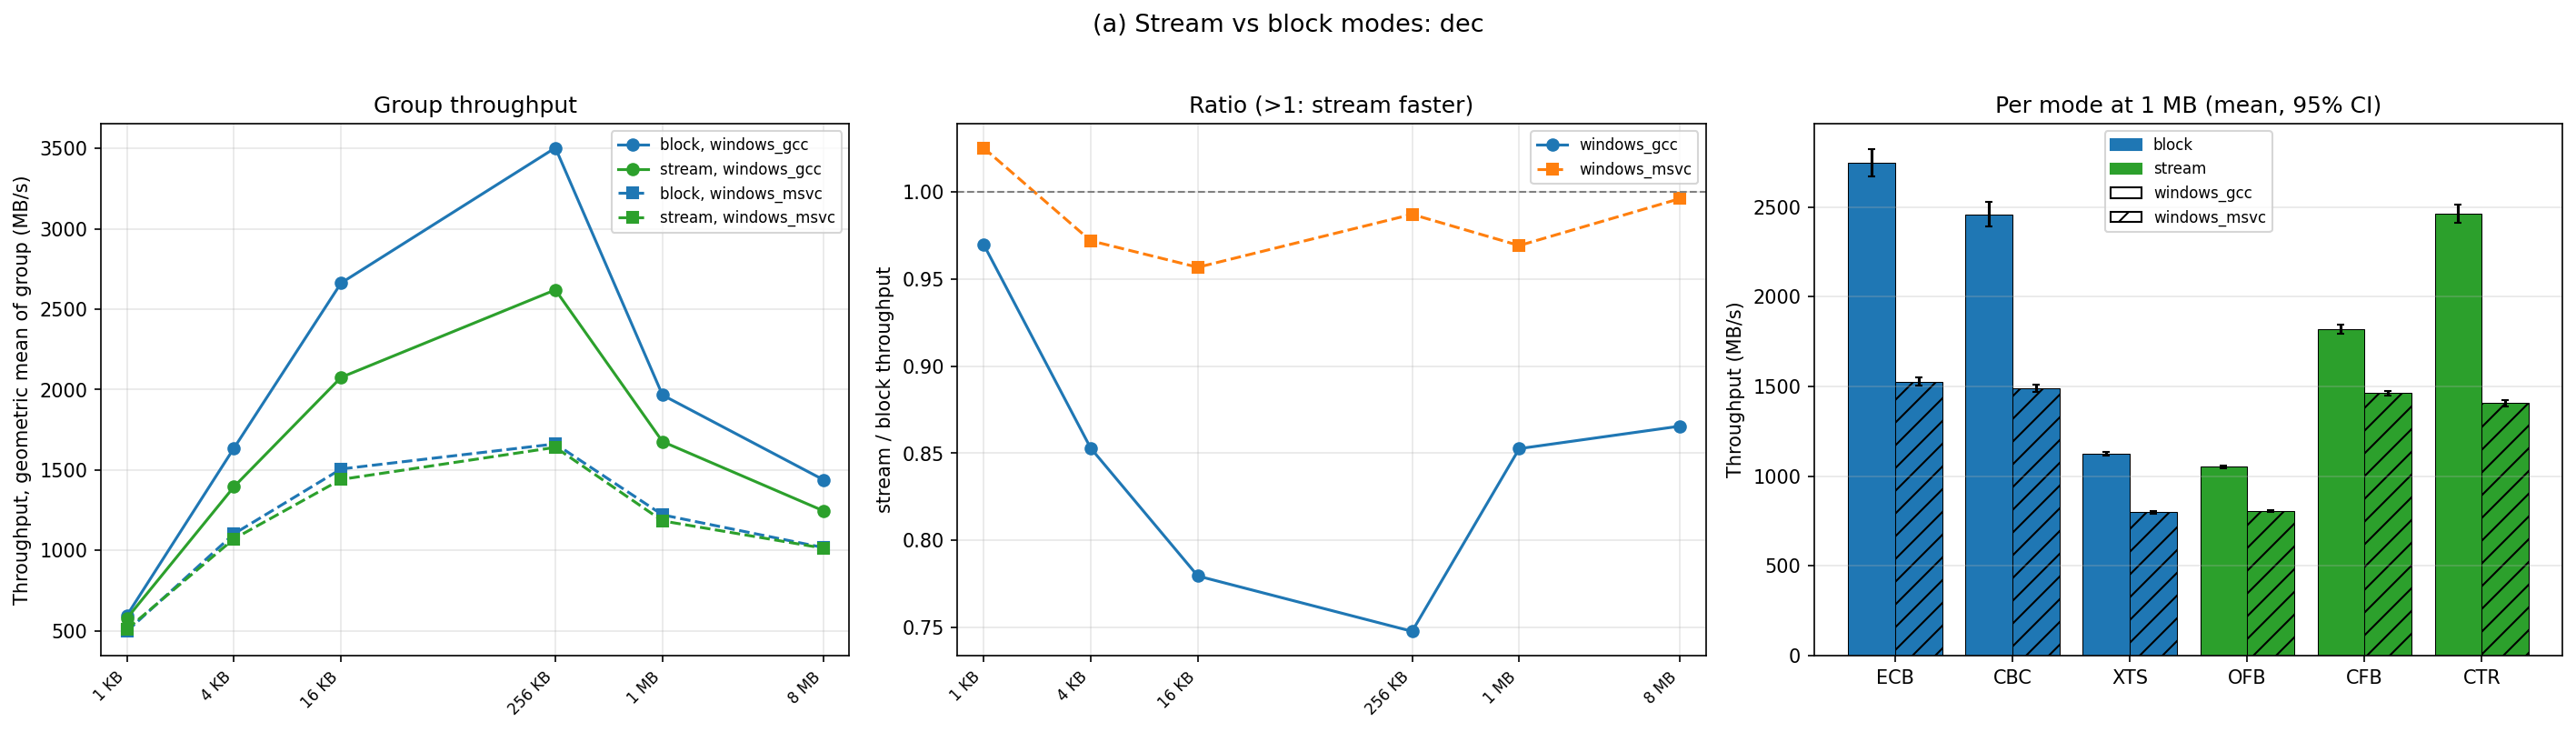 (a) Stream vs block modes: dec
Group throughput
Throughput, geometric mean of group (MB/s)
3500
3000
2500
2000
1500
1000
500
block, windows_gcc
stream, windows_gcc
block, windows_msvc
stream, windows_msvc
1 KB
4 KB
16 KB
256 KB
1 MB
8 MB
Ratio (>1: stream faster)
stream / block throughput
1.00
0.95
0.90
0.85
0.80
0.75
windows_gcc
windows_msvc
1 KB
4 KB
16 KB
256 KB
1 MB
8 MB
Per mode at 1 MB (mean, 95% CI)
Throughput (MB/s)
2500
2000
1500
1000
500
0
block
stream
windows_gcc
windows_msvc
ECB
CBC
XTS
OFB
CFB
CTR